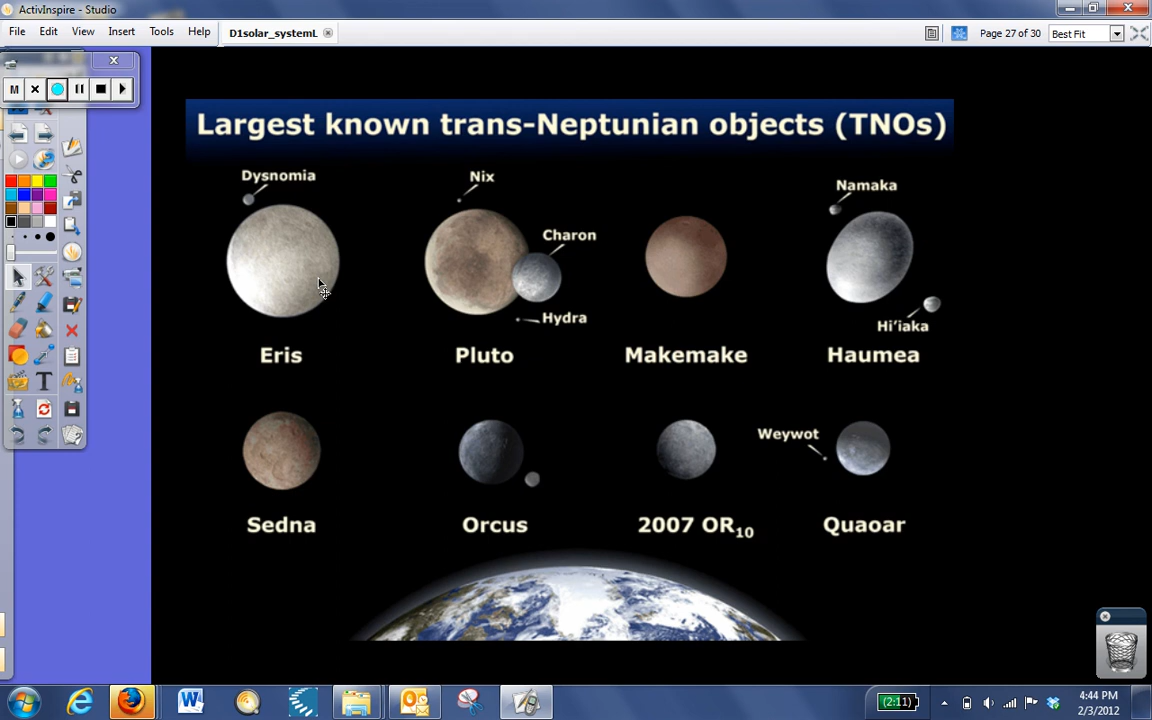 ActivInspire - Studio
File Edit View Insert Tools Help
D1solar_systemL
Page 27 of 30
Best Fit
M
Largest known trans-Neptunian objects (TNOs)
Dysnomia
Nix
Charon
Hydra
Namaka
Hi'iaka
Eris
Pluto
Makemake
Haumea
Weywot
Sedna
Orcus
2007 OR10
Quaoar
T
W
(2:11)
4:44 PM
2/3/2012